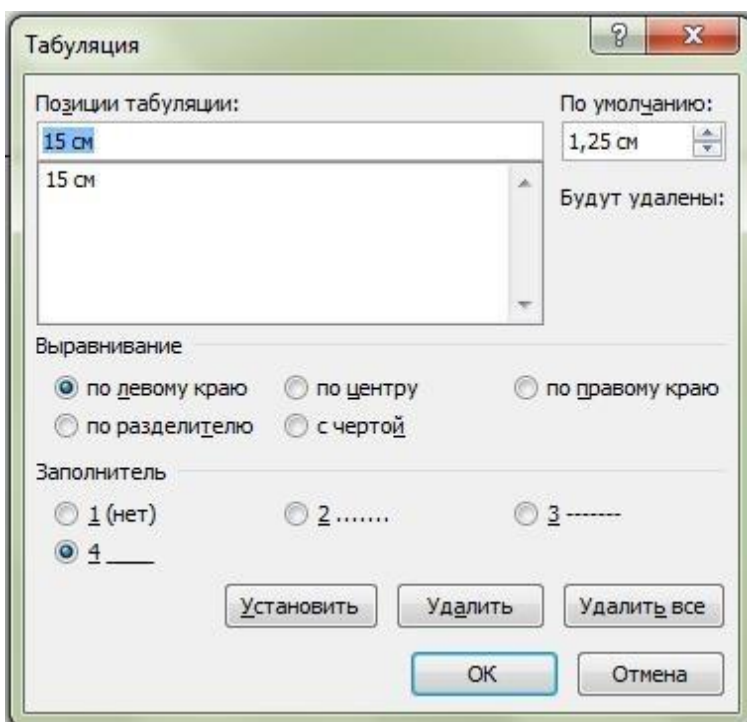 Табуляция
Позиции табуляции: По умолчанию:
15 см 1,25 см
15 см
Будут удалены:
Выравнивание
по левому краю по центру по правому краю
по разделителю с чертой
Заполнитель
1 (нет) 2 ....... 3 -------
4 ____
Установить Удалить Удалить все
ОК Отмена